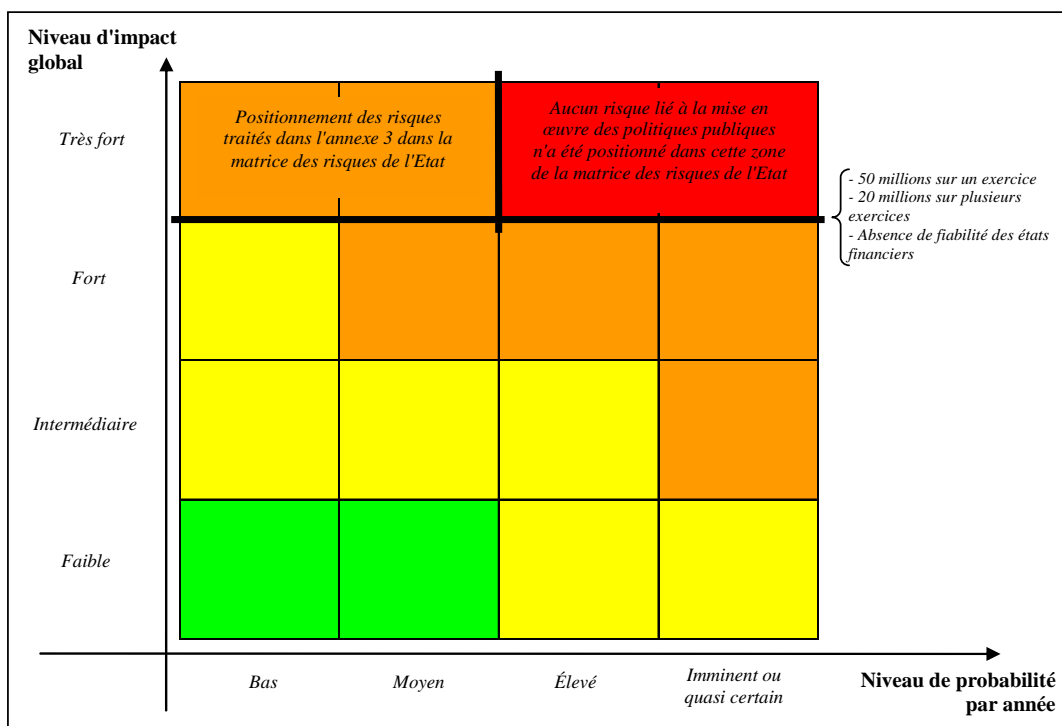 Niveau d'impact
global
Très fort
Positionnement des risques
traités dans l'annexe 3 dans la
matrice des risques de l'Etat
Aucun risque lié à la mise en
œuvre des politiques publiques
n'a été positionné dans cette zone
de la matrice des risques de l'Etat
- 50 millions sur un exercice
- 20 millions sur plusieurs
exercices
- Absence de fiabilité des états
financiers
Fort
Intermédiaire
Faible
Bas
Moyen
Élevé
Imminent ou
quasi certain
Niveau de probabilité
par année